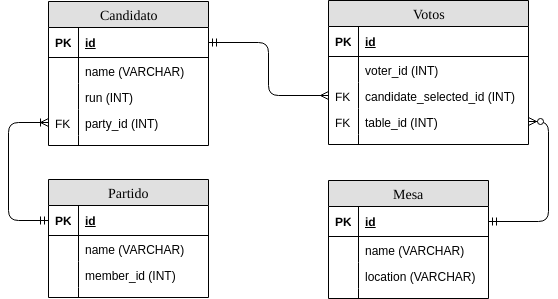 Candidato
PK id
name (VARCHAR)
run (INT)
FK party_id (INT)
Votos
PK id
voter_id (INT)
FK candidate_selected_id (INT)
FK table_id (INT)
Partido
PK id
name (VARCHAR)
member_id (INT)
Mesa
PK id
name (VARCHAR)
location (VARCHAR)